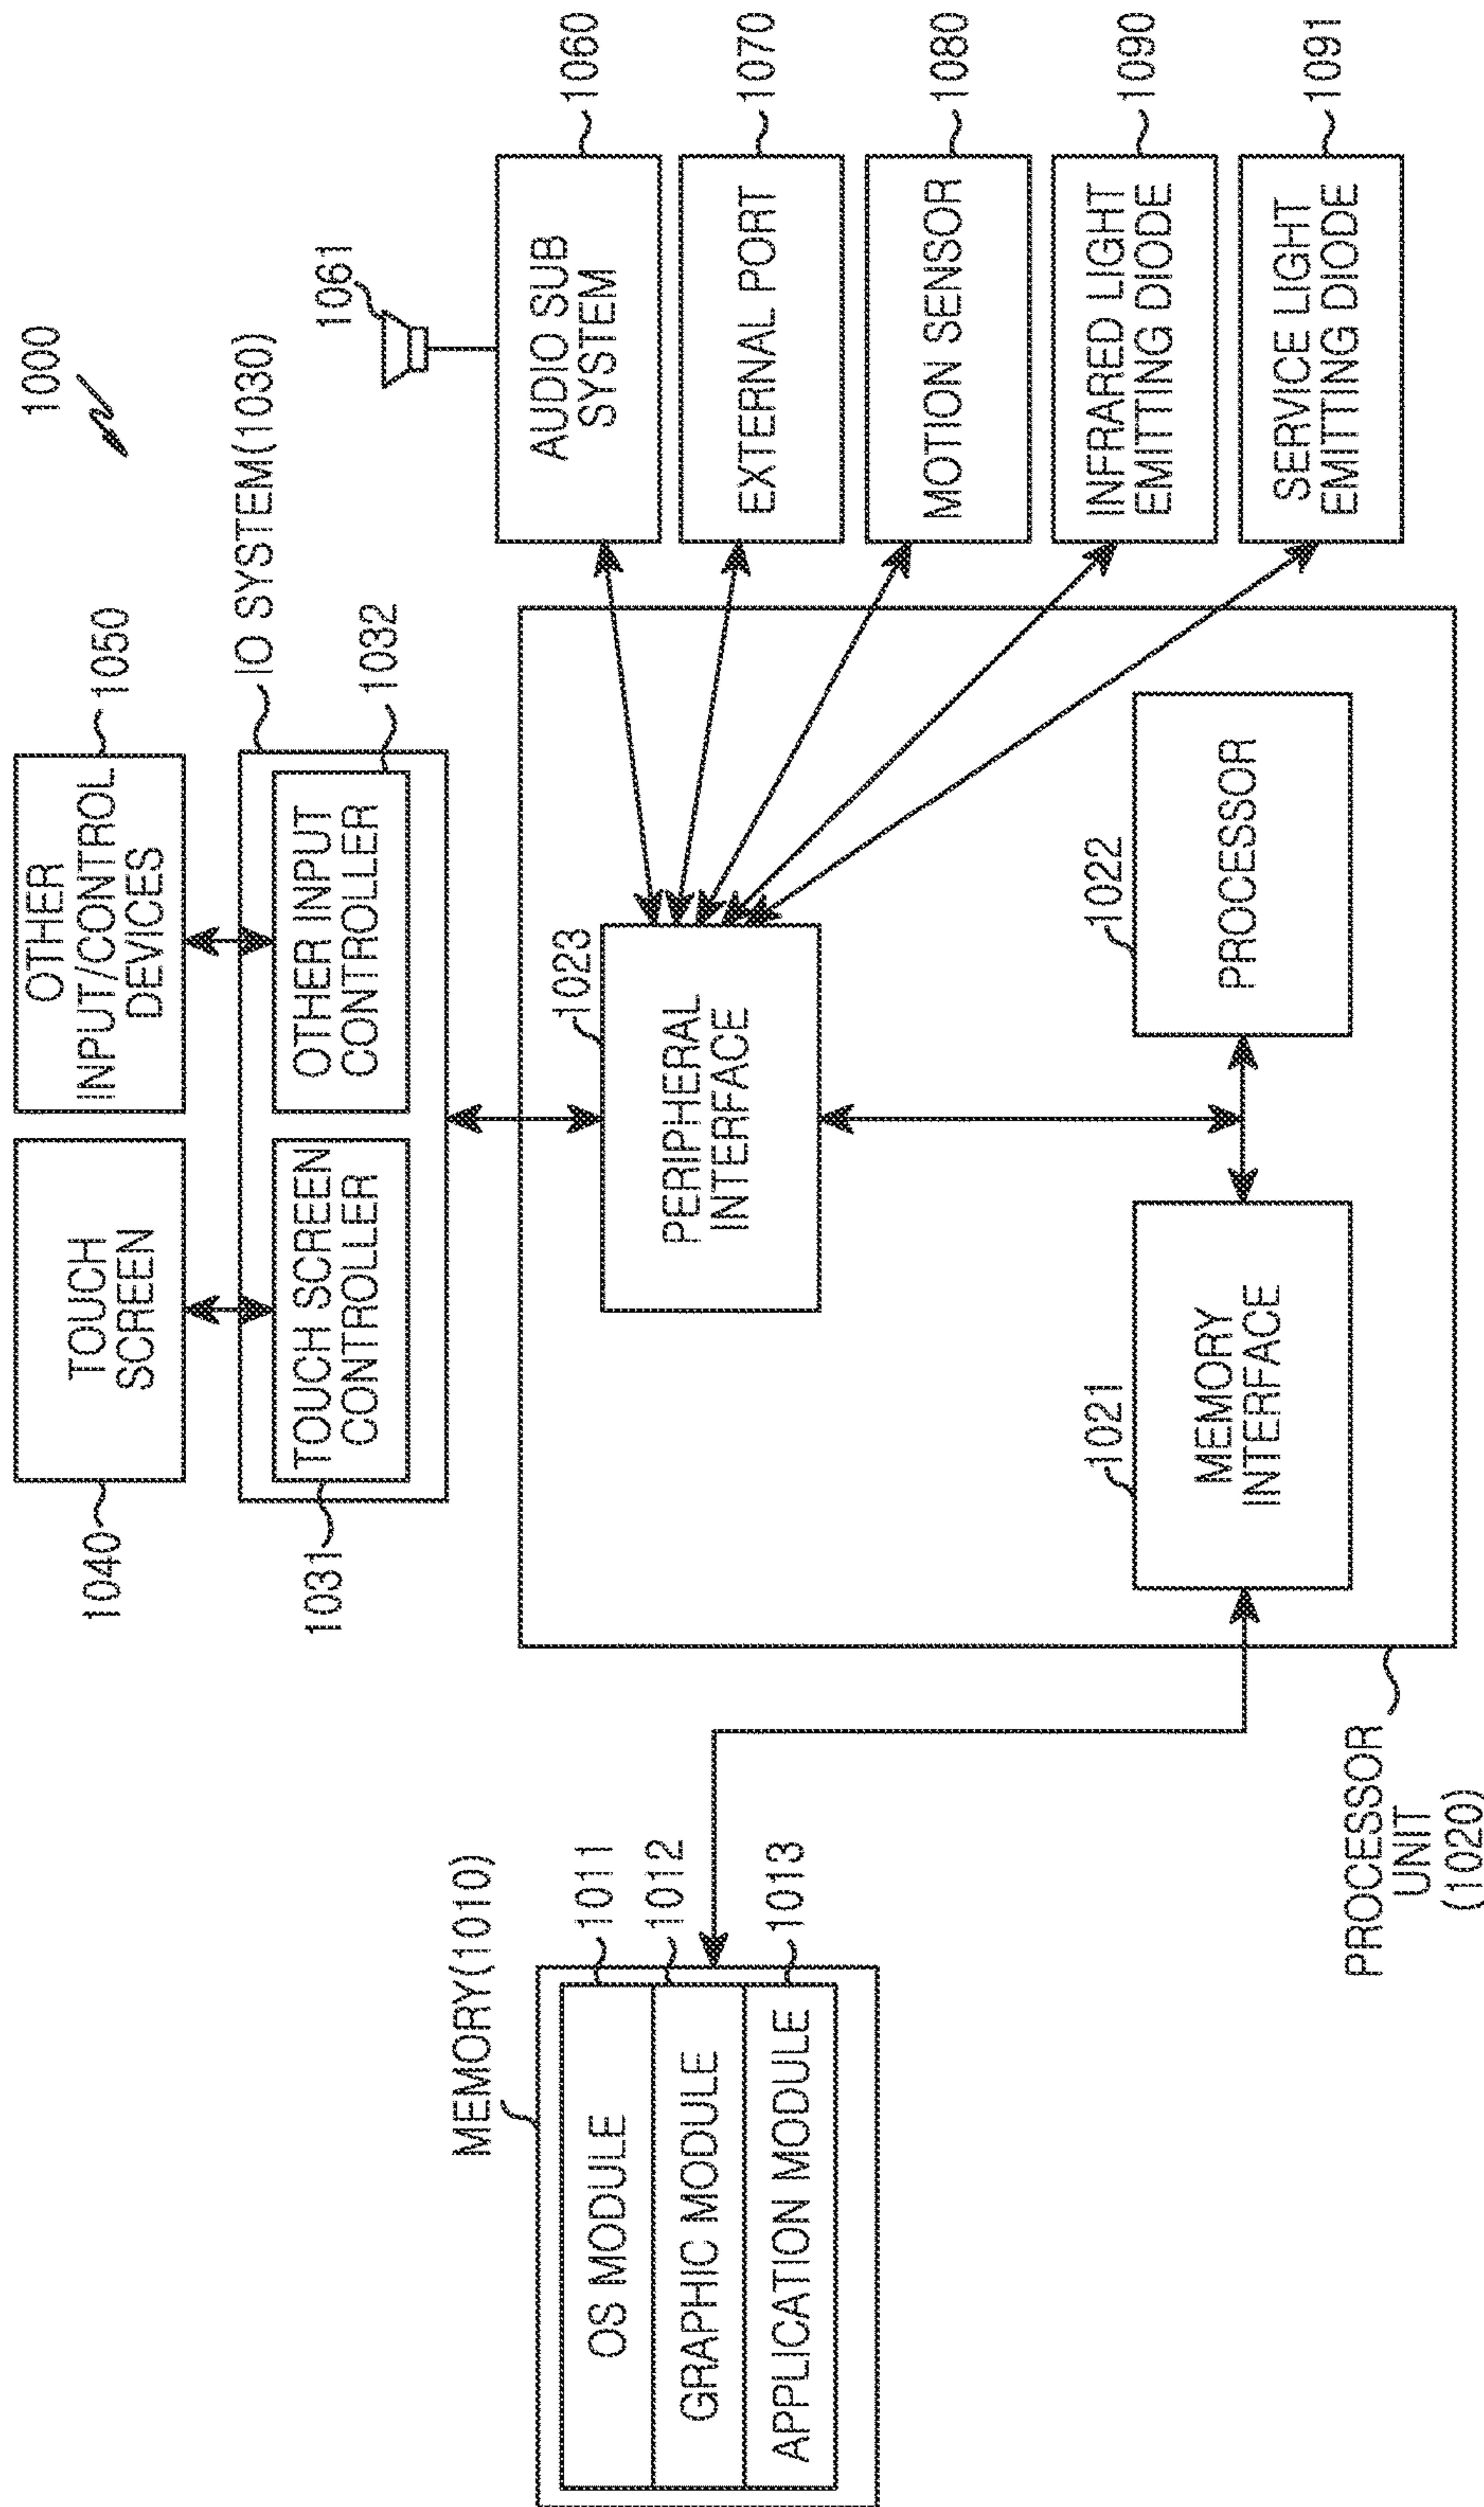 1000
OTHER
INPUT/CONTROL
DEVICES
1050
TOUCH
SCREEN
1040
IO SYSTEM(1030)
OTHER INPUT
CONTROLLER
1032
TOUCH SCREEN
CONTROLLER
1031
1061
AUDIO SUB
SYSTEM
1060
EXTERNAL PORT
1070
MOTION SENSOR
1080
INFRARED LIGHT
EMITTING DIODE
1090
SERVICE LIGHT
EMITTING DIODE
1091
1023
PERIPHERAL
INTERFACE
1022
PROCESSOR
1021
MEMORY
INTERFACE
PROCESSOR
UNIT
(1020)
MEMORY(1010)
OS MODULE
1011
GRAPHIC MODULE
1012
APPLICATION MODULE
1013